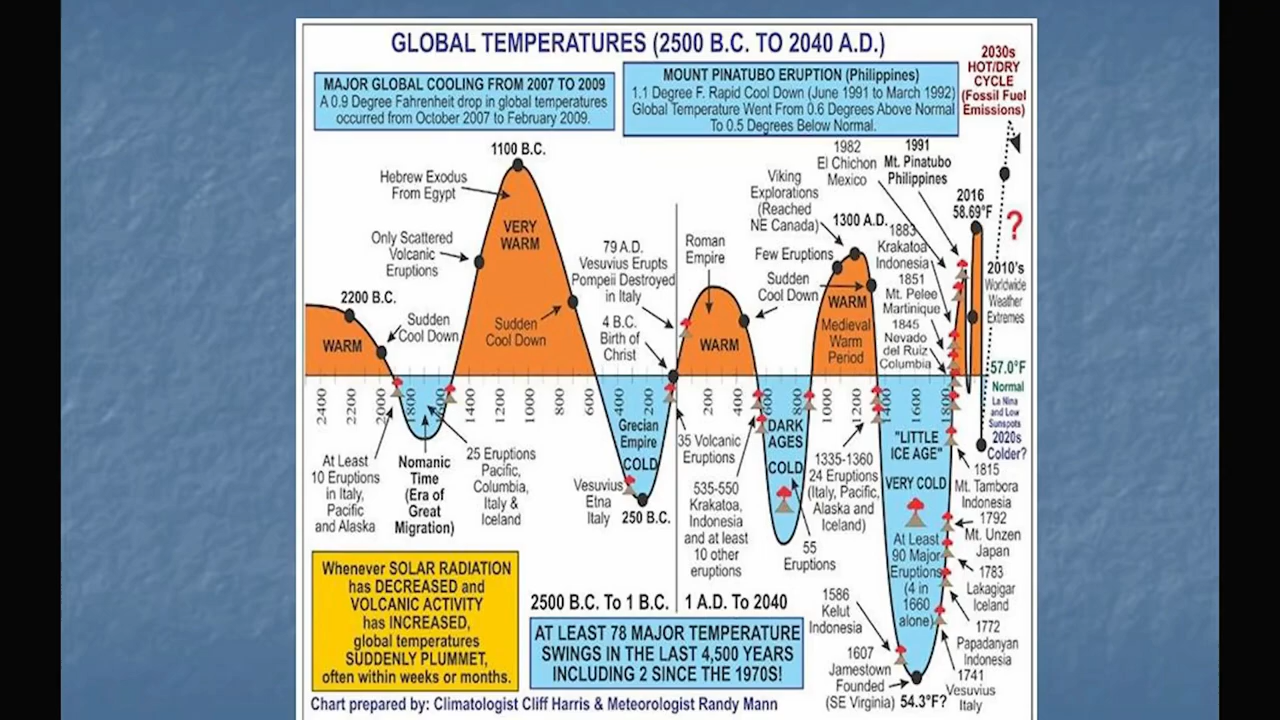 GLOBAL TEMPERATURES (2500 B.C. TO 2040 A.D.)
MAJOR GLOBAL COOLING FROM 2007 TO 2009
A 0.9 Degree Fahrenheit drop in global temperatures
occurred from October 2007 to February 2009.
MOUNT PINATUBO ERUPTION (Philippines)
1.1 Degree F. Rapid Cool Down (June 1991 to March 1992)
Global Temperature Went From 0.6 Degrees Above Normal
To 0.5 Degrees Below Normal.
2030s
HOT/DRY
CYCLE
(Fossil Fuel
Emissions)
1100 B.C.
Hebrew Exodus
From Egypt
VERY
WARM
Only Scattered
Volcanic
Eruptions
2200 B.C.
Sudden
Cool Down
WARM
Sudden
Cool Down
79 A.D.
Vesuvius Erupts
Pompeii Destroyed
in Italy
4 B.C.
Birth of
Christ
Roman
Empire
WARM
Viking
Explorations
(Reached
NE Canada)
Few Eruptions
Sudden
Cool Down
1300 A.D.
WARM
Medieval
Warm
Period
1982
El Chichon
Mexico
1991
Mt. Pinatubo
Philippines
1883
Krakatoa
Indonesia
1851
Mt. Pelee
Martinique
1845
Nevado
del Ruiz
Columbia
2016
58.69°F
?
2010's
Worldwide
Weather
Extremes
57.0°F
Normal
La Nina
and Low
Sunspots
2020s
Colder?
2400
2200
2000
1800
1000
800
600
400
200
200
400
600
800
1000
1200
1400
1600
1800
At Least
10 Eruptions
in Italy,
Pacific
and Alaska
Nomanic
Time
(Era of
Great
Migration)
25 Eruptions
Pacific,
Columbia,
Italy &
Iceland
Grecian
Empire
COLD
Vesuvius
Etna
Italy
250 B.C.
35 Volcanic
Eruptions
535-550
Krakatoa,
Indonesia
and at least
10 other
eruptions
DARK
AGES
COLD
55
Eruptions
1335-1360
24 Eruptions
(Italy, Pacific,
Alaska and
Iceland)
"LITTLE
ICE AGE"
VERY COLD
At Least
90 Major
Eruptions
(4 in
1660
alone)
1815
Mt. Tambora
Indonesia
1792
Mt. Unzen
Japan
1783
Lakagigar
Iceland
1772
Papadanyan
Indonesia
1741
Vesuvius
Italy
1586
Kelut
Indonesia
1607
Jamestown
Founded
(SE Virginia)
54.3°F?
Whenever SOLAR RADIATION
has DECREASED and
VOLCANIC ACTIVITY
has INCREASED,
global temperatures
SUDDENLY PLUMMET,
often within weeks or months.
2500 B.C. To 1 B.C.
1 A.D. To 2040
AT LEAST 78 MAJOR TEMPERATURE
SWINGS IN THE LAST 4,500 YEARS
INCLUDING 2 SINCE THE 1970S!
Chart prepared by: Climatologist Cliff Harris & Meteorologist Randy Mann